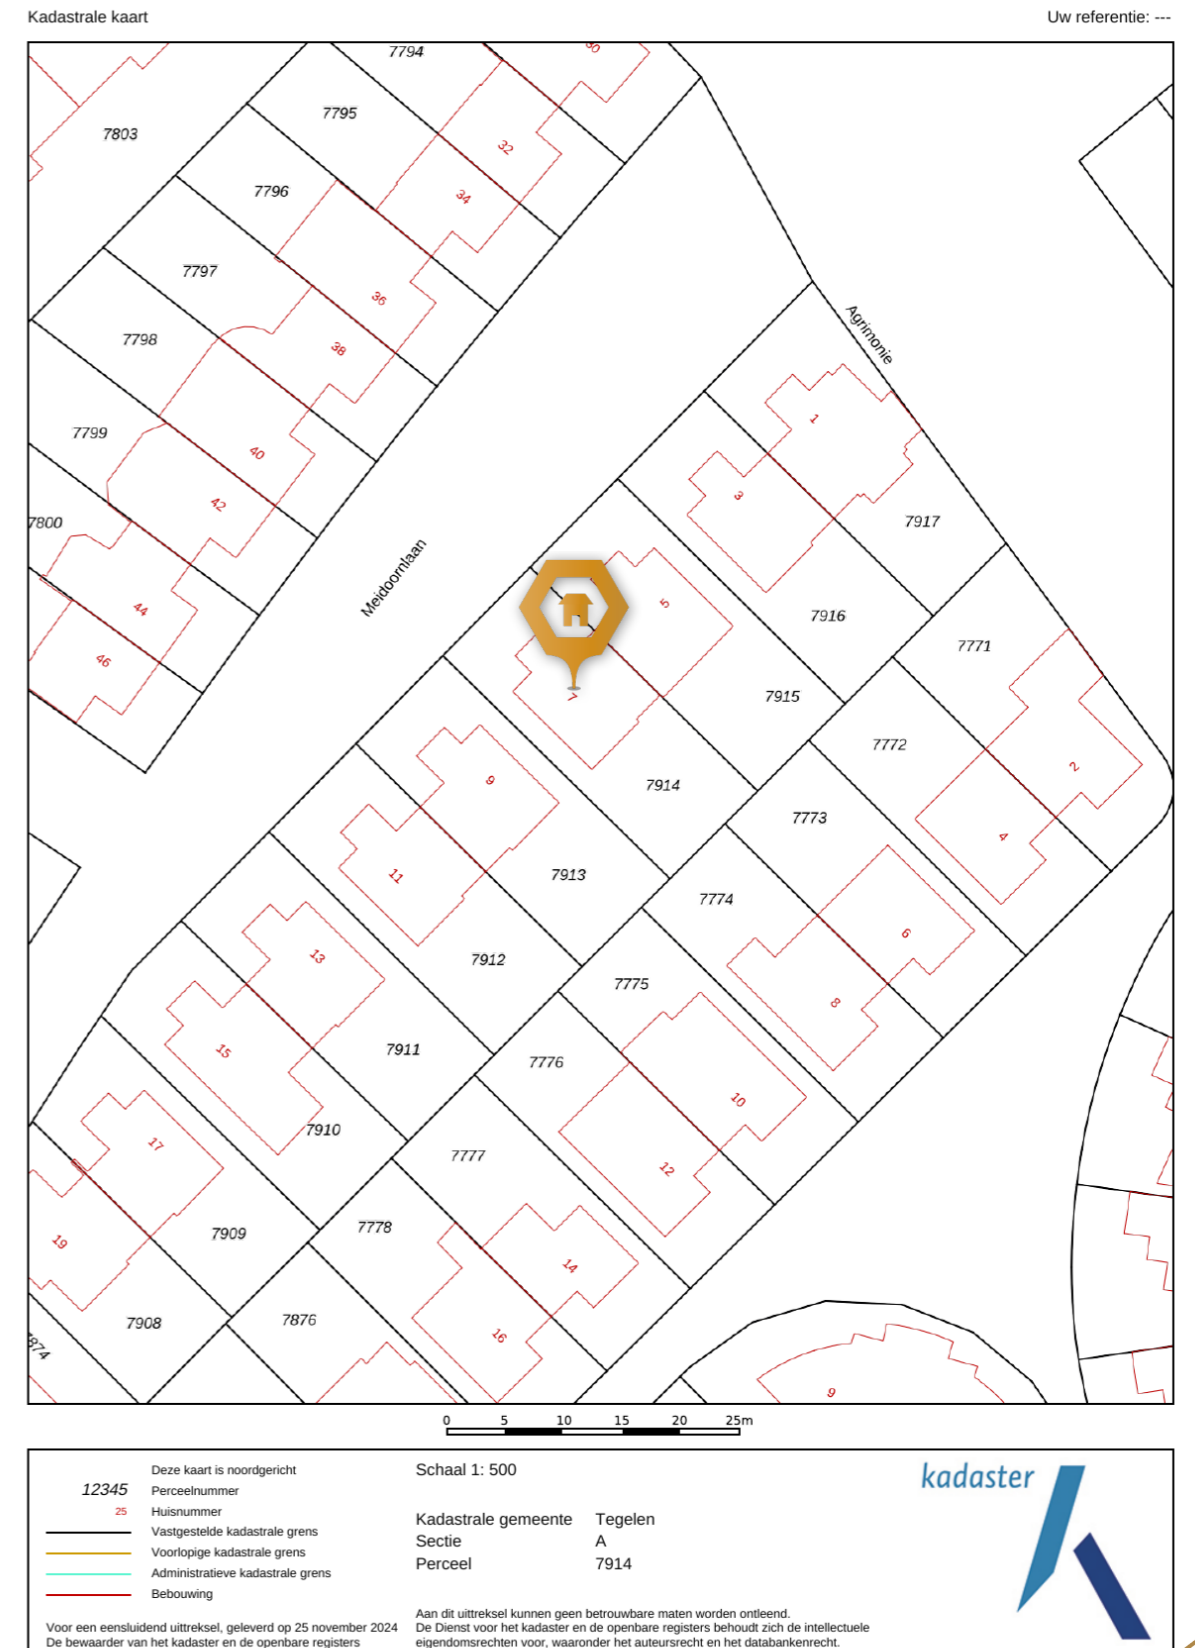 Kadastrale kaart
Uw referentie: ---
7794
30
7795
7803
32
7796
34
7797
36
7798
38
Agrimonie
1
7799
40
3
42
7800
7917
Meidoornlaan
44
5
7916
7771
46
7915
7
7772
2
9
7914
7773
4
11
7913
7774
6
13
7912
7775
8
15
7911
7776
10
7910
17
7777
12
7909
7778
19
14
7908
7876
16
7874
9
0 5 10 15 20 25m
Deze kaart is noordgericht
12345 Perceelnummer
25 Huisnummer
Vastgestelde kadastrale grens
Voorlopige kadastrale grens
Administratieve kadastrale grens
Bebouwing
Voor een eensluidend uittreksel, geleverd op 25 november 2024
De bewaarder van het kadaster en de openbare registers
Schaal 1: 500
Kadastrale gemeente Tegelen
Sectie A
Perceel 7914
Aan dit uittreksel kunnen geen betrouwbare maten worden ontleend.
De Dienst voor het kadaster en de openbare registers behoudt zich de intellectuele
eigendomsrechten voor, waaronder het auteursrecht en het databankenrecht.
kadaster